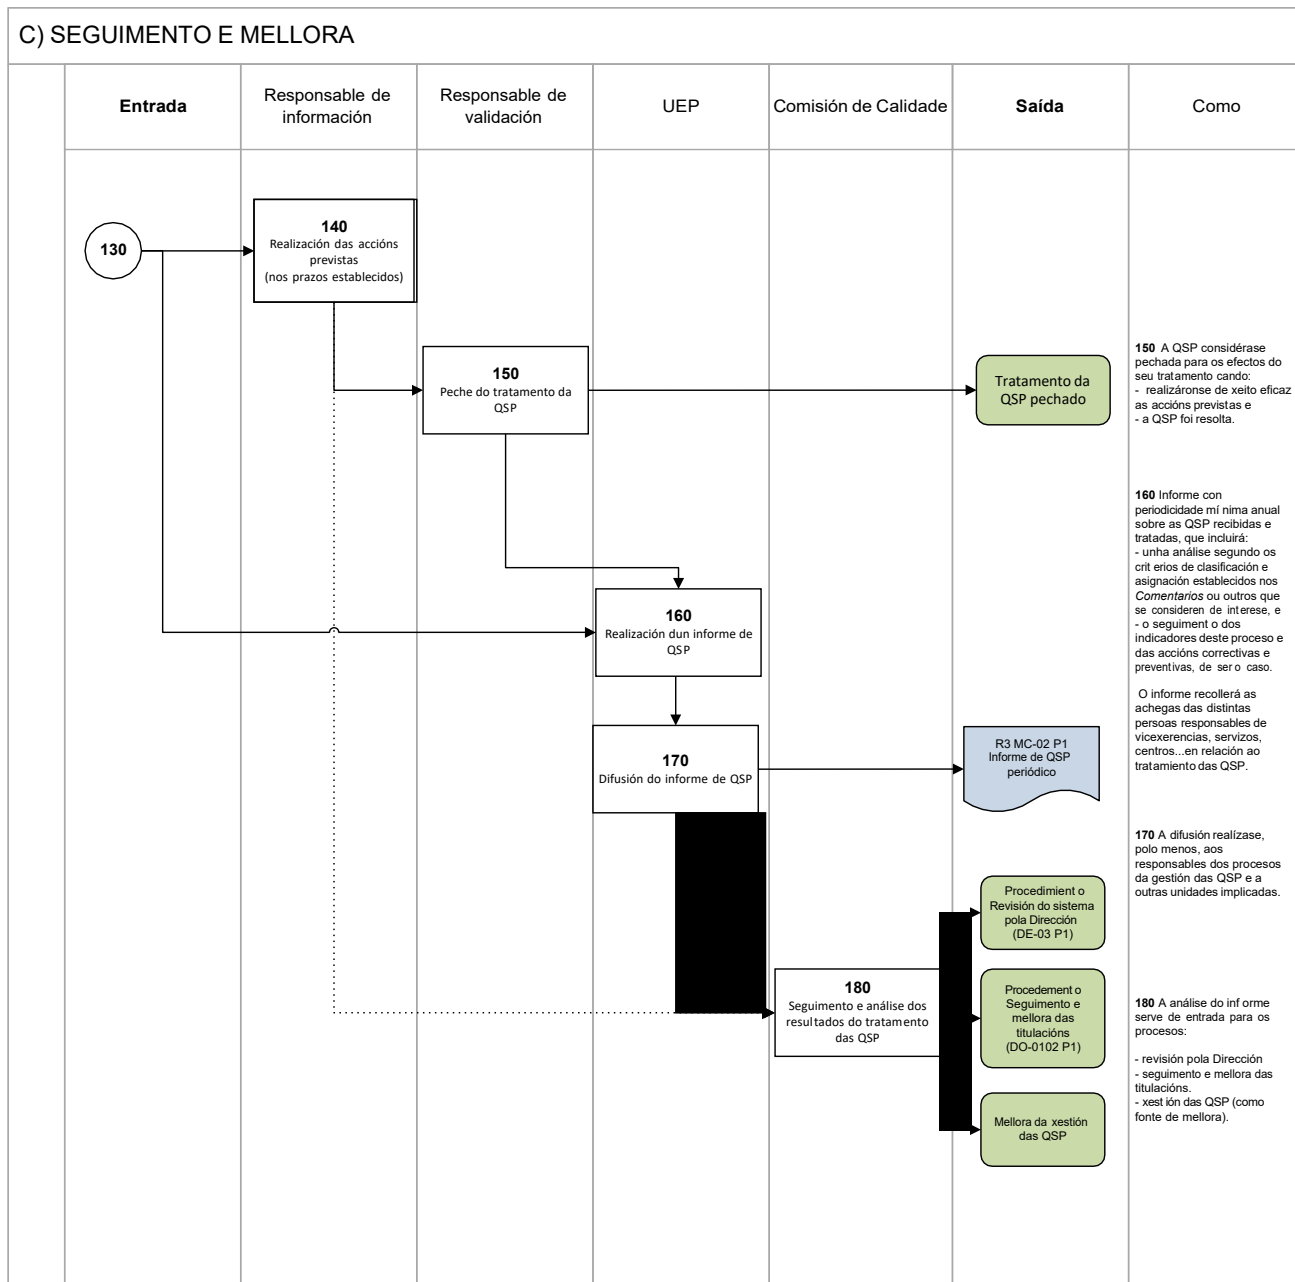 C) SEGUIMENTO E MELLORA
Entrada
Responsable de
información
Responsable de
validación
UEP
Comisión de Calidade
Saída
Como
130
140
Realización das accións
previstas
(nos prazos establecidos)
150
Peche do tratamento da
QSP
Tratamento da
QSP pechado
150 A QSP considérase
pechada para os efectos do
seu tratamento cando:
- realizáronse de xeito eficaz
as accións previstas e
- a QSP foi resolta.
160
Realización dun informe de
QSP
160 Informe con
periodicidade mí nima anual
sobre as QSP recibidas e
tratadas, que incluirá:
- unha análise segundo os
crit erios de clasificación e
asignación establecidos nos
Comentarios ou outros que
se consideren de interese, e
- o seguiment o dos
indicadores deste proceso e
das accións correctivas e
preventivas, de ser o caso.
O informe recollerá as
achegas das distintas
persoas responsables de
vicexerencias, servizos,
centros...en relación ao
tratamiento das QSP.
170
Difusión do informe de QSP
R3 MC-02 P1
Informe de QSP
periódico
170 A difusión realízase,
polo menos, aos
responsables dos procesos
da gestión das QSP e a
outras unidades implicadas.
180
Seguimento e análise dos
resultados do tratamento
das QSP
Procedimient o
Revisión do sistema
pola Dirección
(DE-03 P1)
Procedement o
Seguimento e
mellora das
titulacións
(DO-0102 P1)
Mellora da xestión
das QSP
180 A análise do inf orme
serve de entrada para os
procesos:
- revisión pola Dirección
- seguimento e mellora das
titulacións.
- xest ión das QSP (como
fonte de mellora).